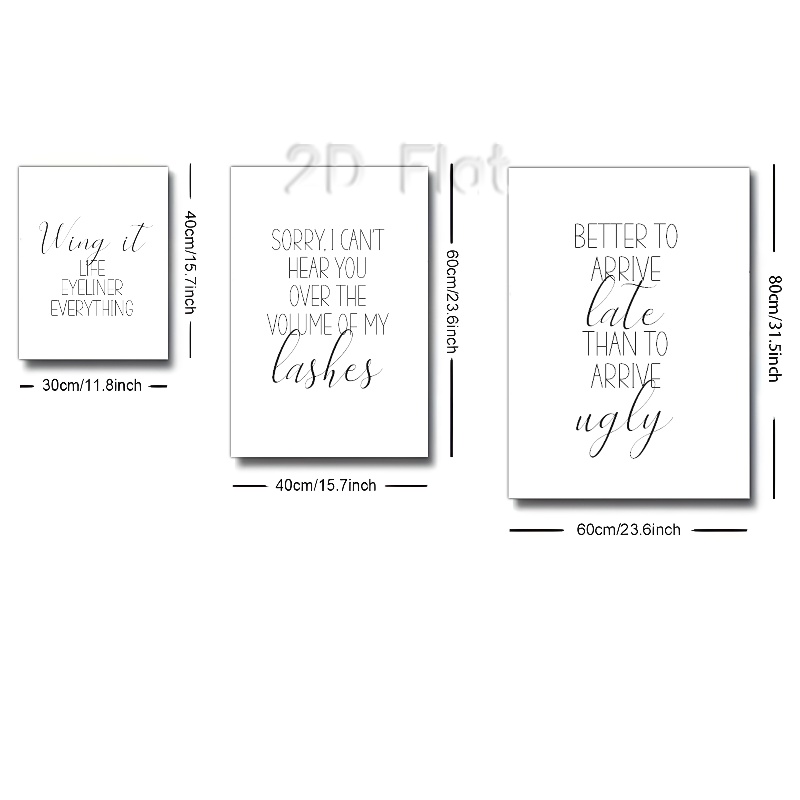 2D Flat
Wing it
LIFE
EYELINER
EVERYTHING
40cm/15.7inch
30cm/11.8inch
SORRY, I CAN'T
HEAR YOU
OVER THE
VOLUME OF MY
lashes
60cm/23.6inch
40cm/15.7inch
BETTER TO
ARRIVE
late
THAN TO
ARRIVE
ugly
80cm/31.5inch
60cm/23.6inch